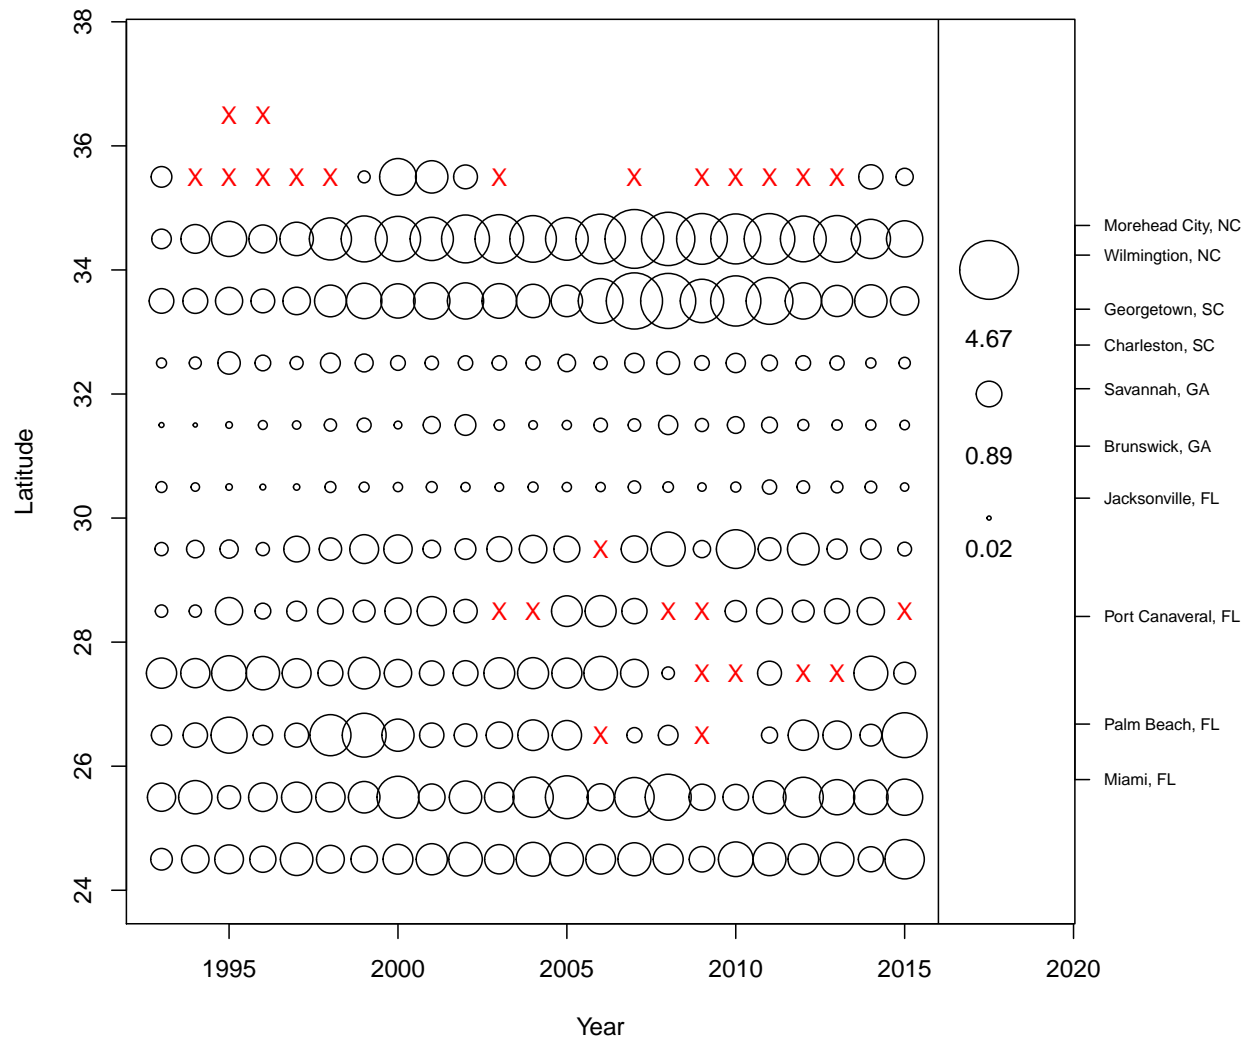 38
X X
36
X X X X X X X X X X X X
Morehead City, NC
Wilmington, NC
34
Georgetown, SC
4.67
Charleston, SC
32
Savannah, GA
0.89
Brunswick, GA
Latitude
Jacksonville, FL
30
0.02
X
X X X X X
Port Canaveral, FL
28
X X X X
X X
Palm Beach, FL
26
Miami, FL
24
1995 2000 2005 2010 2015 2020
Year